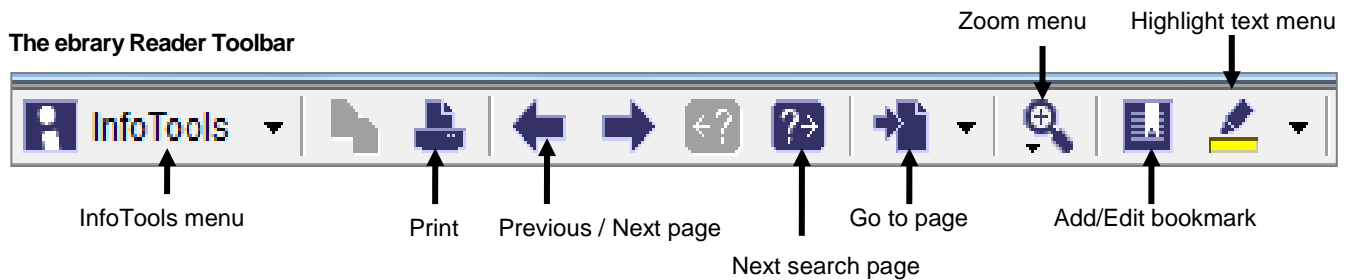 Zoom menu Highlight text menu
The ebrary Reader Toolbar
InfoTools
InfoTools menu Print Previous / Next page Go to page Add/Edit bookmark
Next search page